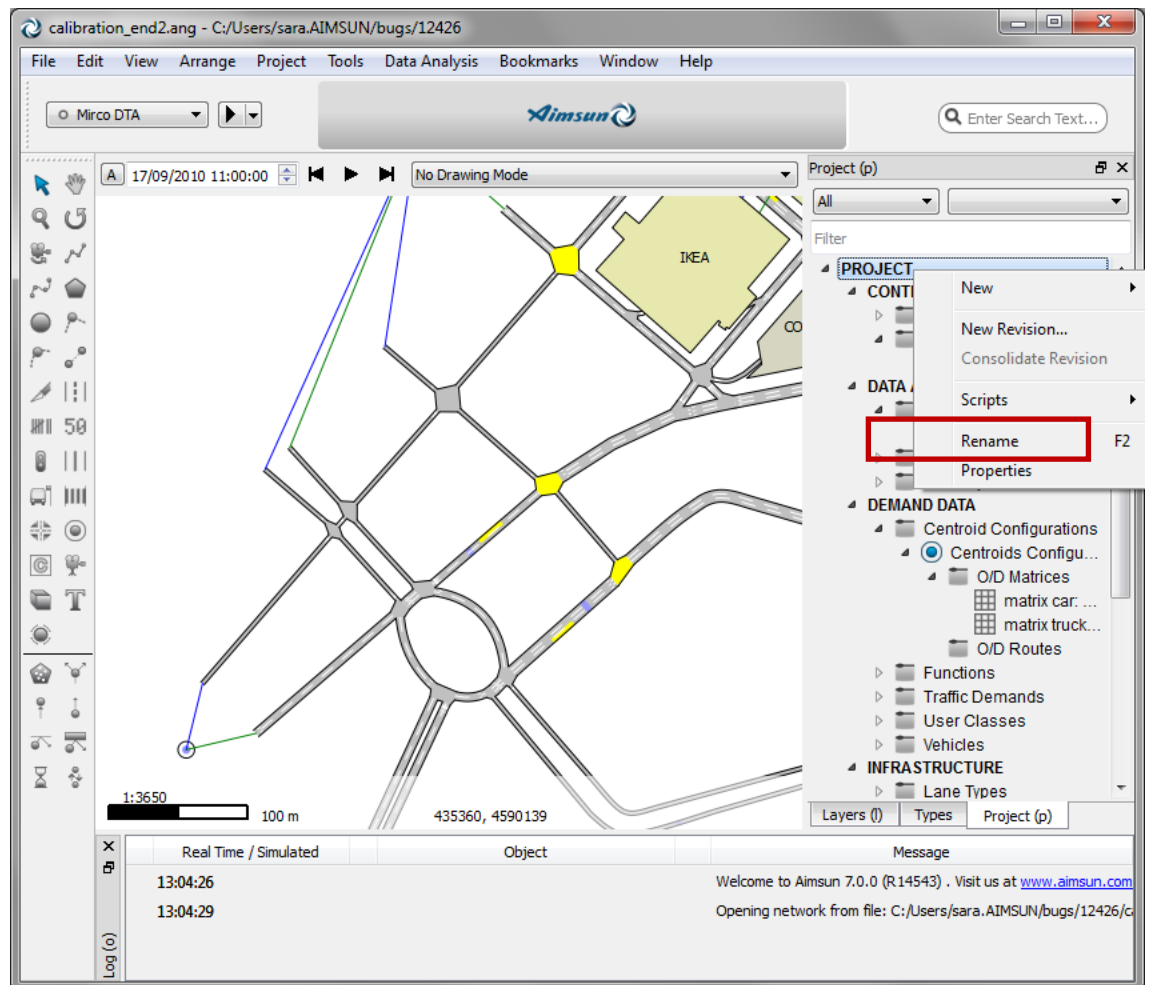 calibration_end2.ang - C:/Users/sara.AIMSUN/bugs/12426
File Edit View Arrange Project Tools Data Analysis Bookmarks Window Help
Mirco DTA
Aimsun
Enter Search Text...
A 17/09/2010 11:00:00 No Drawing Mode
Project (p)
All
Filter
PROJECT
CONT
DATA
New
New Revision...
Consolidate Revision
Scripts
Rename F2
Properties
DEMAND DATA
Centroid Configurations
Centroids Configu...
O/D Matrices
matrix car: ...
matrix truck...
O/D Routes
Functions
Traffic Demands
User Classes
Vehicles
INFRASTRUCTURE
Lane Types
Layers (l) Types Project (p)
50
C
T
IKEA
CO
1:3650
100 m
435360, 4590139
Log (o)
Real Time / Simulated Object Message
13:04:26 Welcome to Aimsun 7.0.0 (R14543) . Visit us at www.aimsun.com
13:04:29 Opening network from file: C:/Users/sara.AIMSUN/bugs/12426/ca